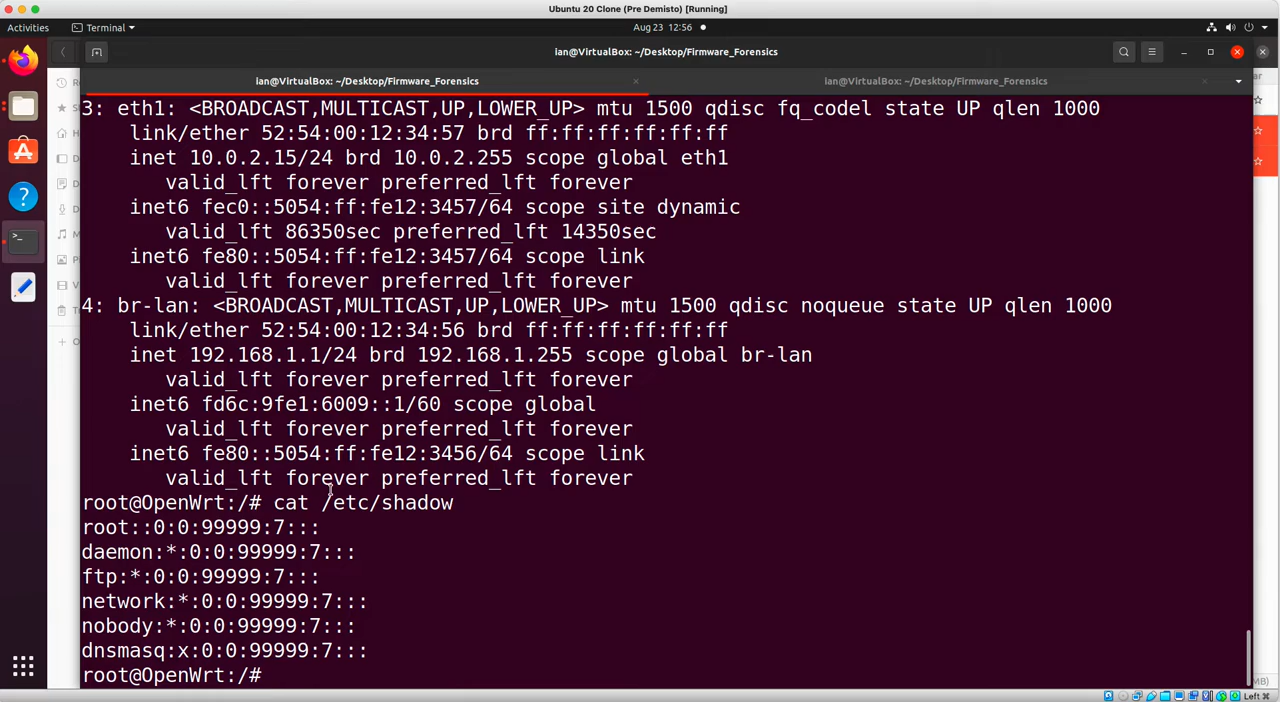 Ubuntu 20 Clone (Pre Demisto) [Running]
Activities
Terminal
Aug 23 12:56
ian@VirtualBox: ~/Desktop/Firmware_Forensics
ian@VirtualBox: ~/Desktop/Firmware_Forensics
ian@VirtualBox: ~/Desktop/Firmware_Forensics
3: eth1: <BROADCAST,MULTICAST,UP,LOWER_UP> mtu 1500 qdisc fq_codel state UP qlen 1000
link/ether 52:54:00:12:34:57 brd ff:ff:ff:ff:ff:ff
inet 10.0.2.15/24 brd 10.0.2.255 scope global eth1
valid_lft forever preferred_lft forever
inet6 fec0::5054:ff:fe12:3457/64 scope site dynamic
valid_lft 86350sec preferred_lft 14350sec
inet6 fe80::5054:ff:fe12:3457/64 scope link
valid_lft forever preferred_lft forever
4: br-lan: <BROADCAST,MULTICAST,UP,LOWER_UP> mtu 1500 qdisc noqueue state UP qlen 1000
link/ether 52:54:00:12:34:56 brd ff:ff:ff:ff:ff:ff
inet 192.168.1.1/24 brd 192.168.1.255 scope global br-lan
valid_lft forever preferred_lft forever
inet6 fd6c:9fe1:6009::1/60 scope global
valid_lft forever preferred_lft forever
inet6 fe80::5054:ff:fe12:3456/64 scope link
valid_lft forever preferred_lft forever
root@OpenWrt:/# cat /etc/shadow
root::0:0:99999:7:::
daemon:*:0:0:99999:7:::
ftp:*:0:0:99999:7:::
network:*:0:0:99999:7:::
nobody:*:0:0:99999:7:::
dnsmasq:x:0:0:99999:7:::
root@OpenWrt:/#
Left ⌘